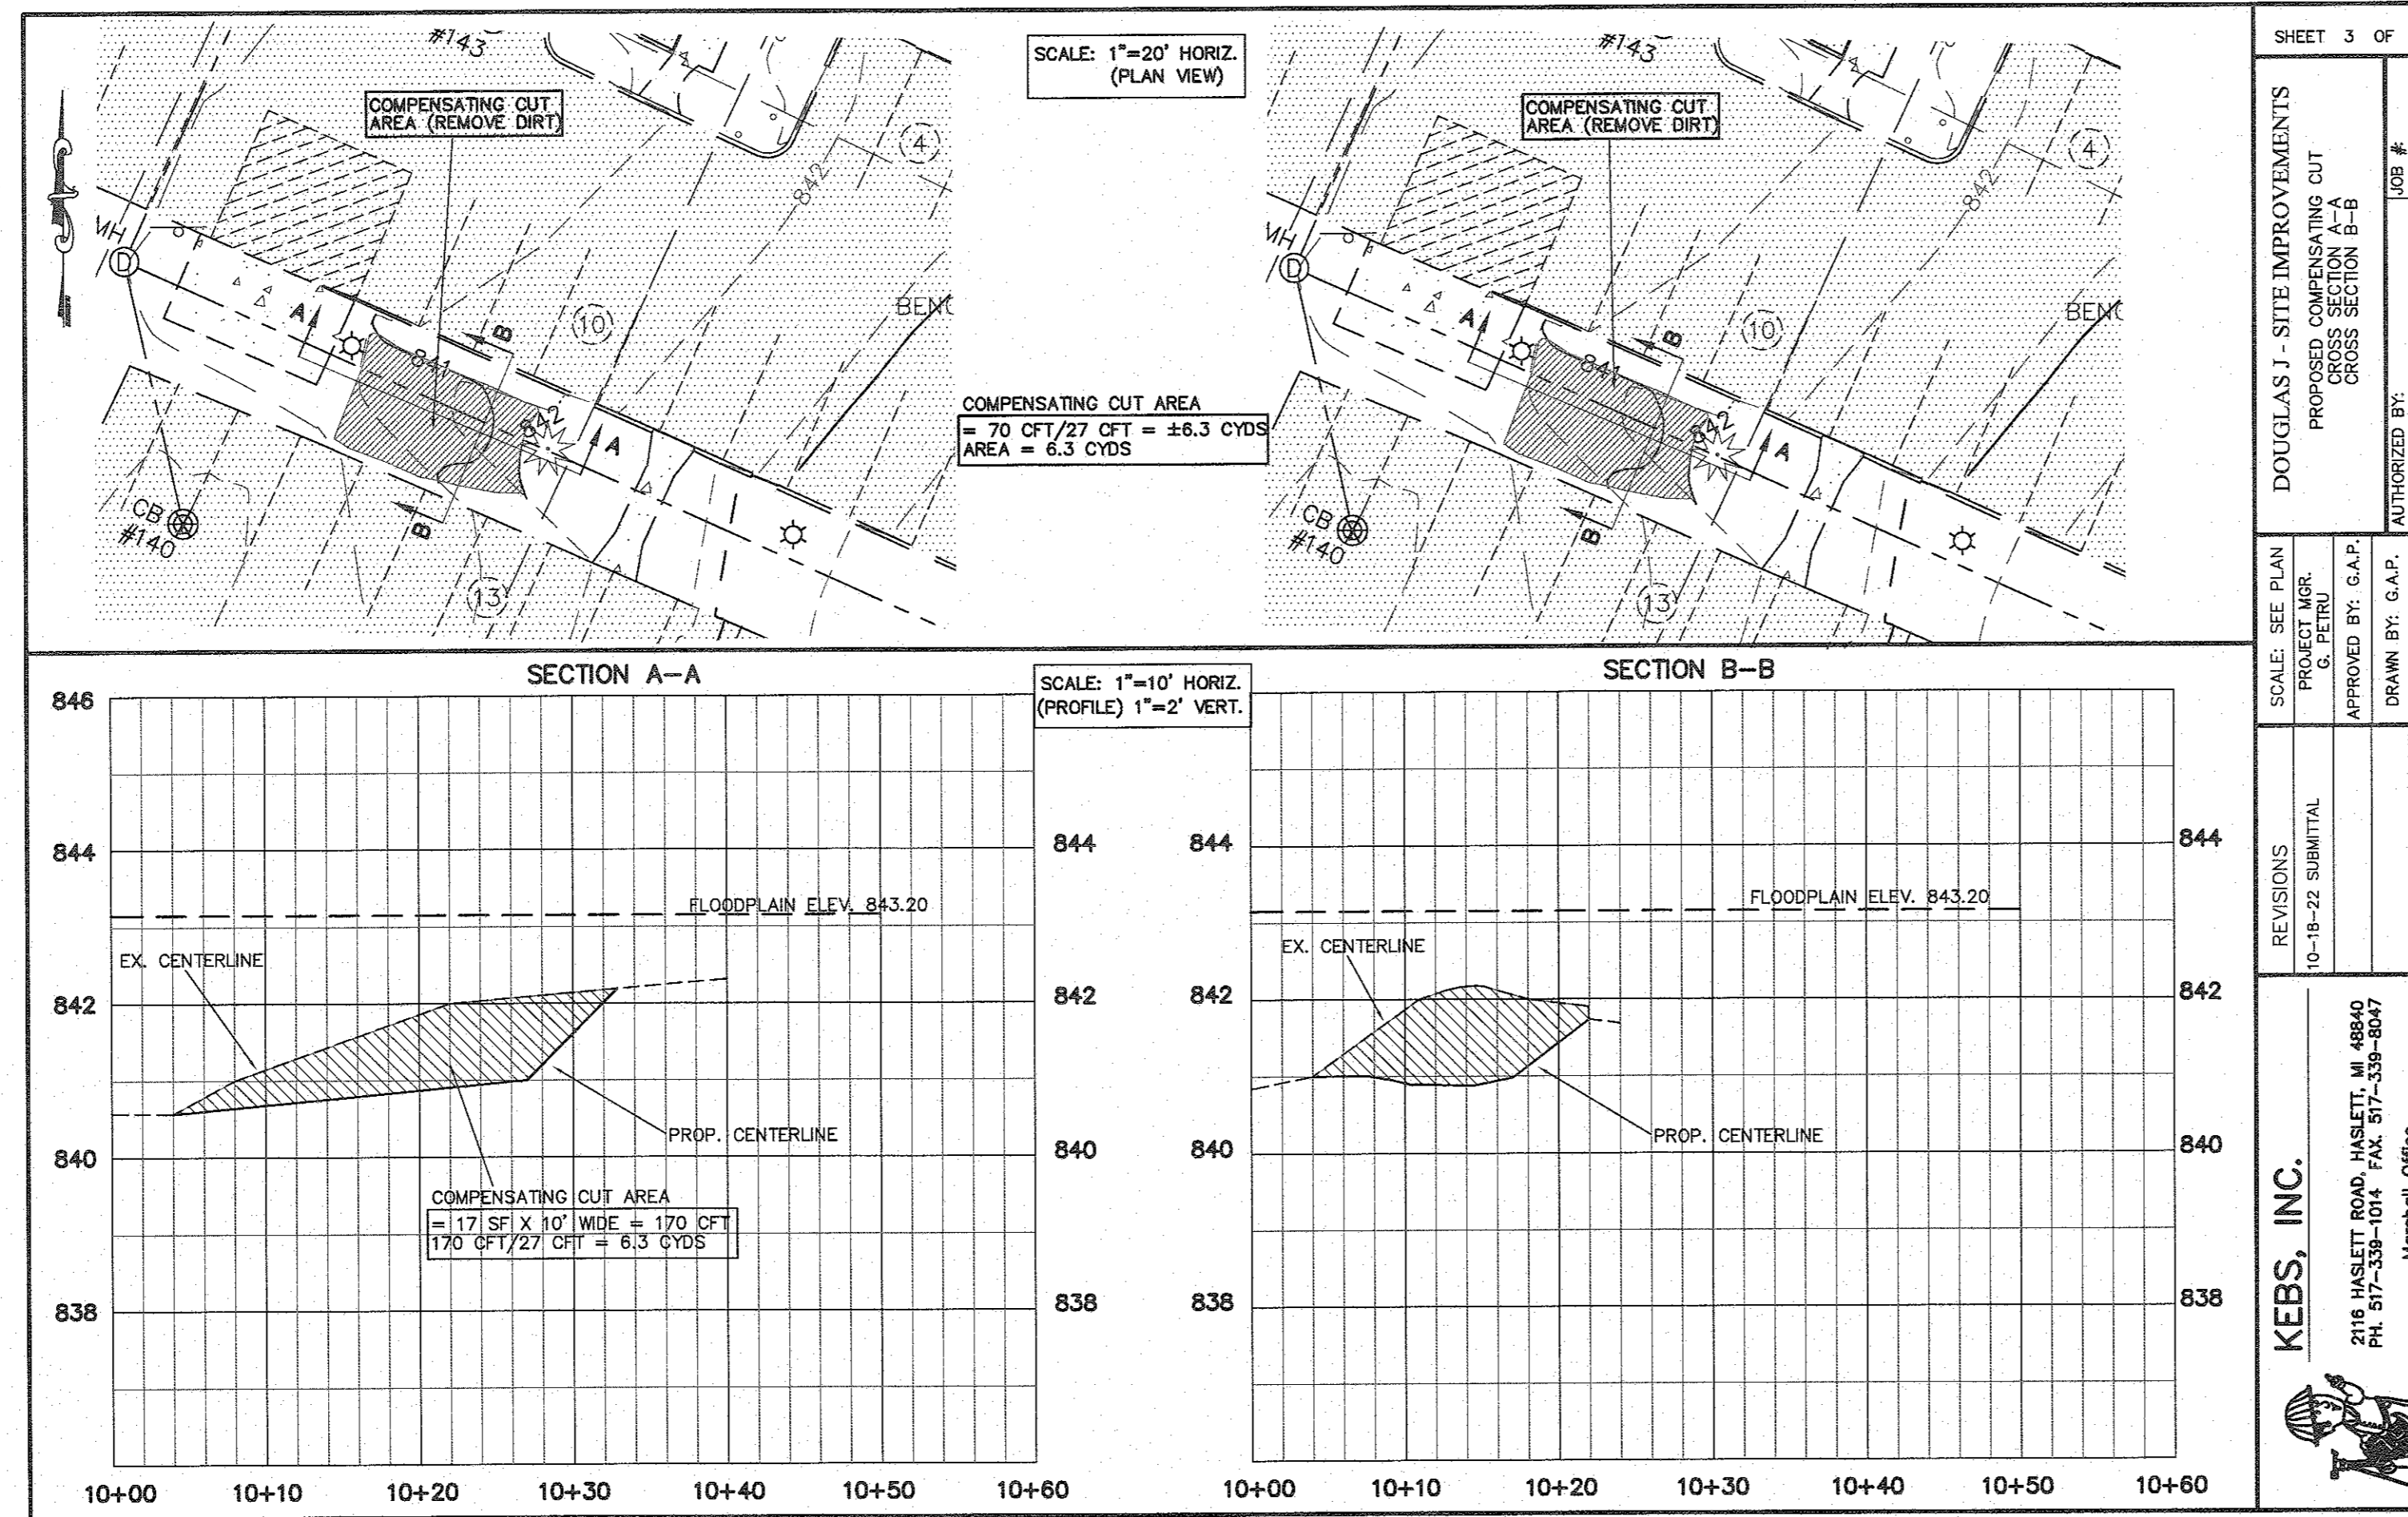 #143
SCALE: 1"=20' HORIZ.
(PLAN VIEW)
#143
COMPENSATING CUT
AREA (REMOVE DIRT)
COMPENSATING CUT
AREA (REMOVE DIRT)
4
4
842
842
MH
D
MH
D
A
B
10
BENC
A
B
10
BENC
841
841
842
A
842
A
COMPENSATING CUT AREA
= 70 CFT/27 CFT = ±6.3 CYDS
AREA = 6.3 CYDS
CB
#140
B
13
CB
#140
B
13
SECTION A-A
SCALE: 1"=10' HORIZ.
(PROFILE) 1"=2' VERT.
SECTION B-B
846
844
844
844
844
FLOODPLAIN ELEV. 843.20
FLOODPLAIN ELEV. 843.20
EX. CENTERLINE
EX. CENTERLINE
842
842
842
842
PROP. CENTERLINE
PROP. CENTERLINE
840
840
840
840
COMPENSATING CUT AREA
= 17 SF X 10' WIDE = 170 CFT
170 CFT/27 CFT = 6.3 CYDS
838
838
838
838
10+00 10+10 10+20 10+30 10+40 10+50 10+60
10+00 10+10 10+20 10+30 10+40 10+50 10+60
SHEET 3 OF
DOUGLAS J - SITE IMPROVEMENTS
PROPOSED COMPENSATING CUT
CROSS SECTION A-A
CROSS SECTION B-B
AUTHORIZED BY:
JOB #:
SCALE: SEE PLAN
PROJECT MGR.
G. PETRU
APPROVED BY: G.A.P.
DRAWN BY: G.A.P.
REVISIONS
10-18-22 SUBMITTAL
KEBS, INC.
2116 HASLETT ROAD, HASLETT, MI 48840
PH. 517-339-1014 FAX. 517-339-8047
Marshall Office